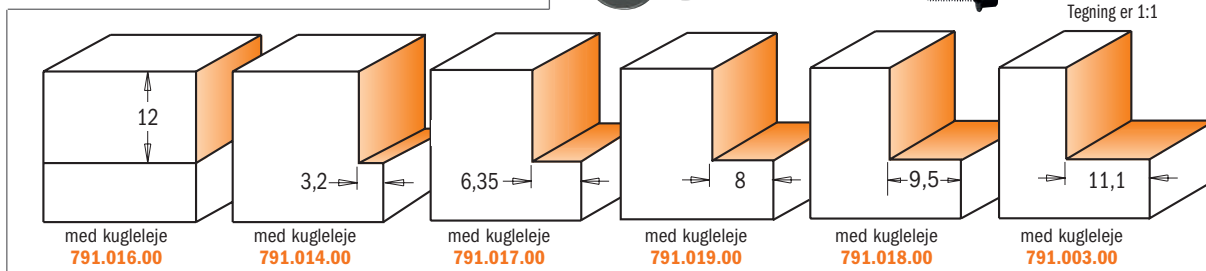 Tegning er 1:1
12
3,2
6,35
8
9,5
11,1
med kugleleje
791.016.00
med kugleleje
791.014.00
med kugleleje
791.017.00
med kugleleje
791.019.00
med kugleleje
791.018.00
med kugleleje
791.003.00